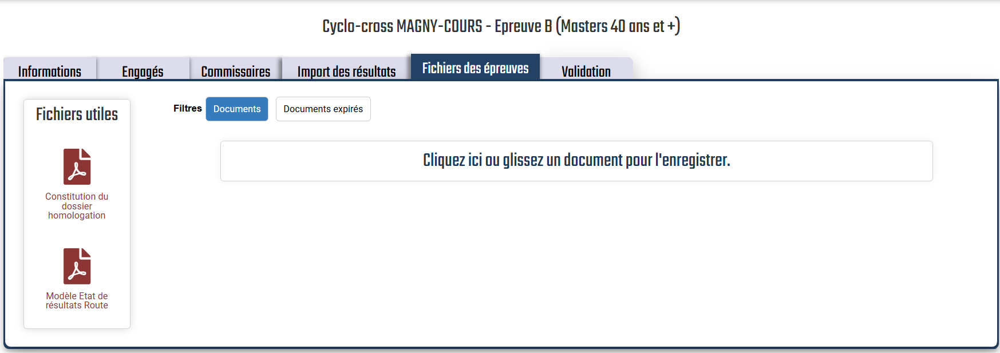 Cyclo-cross MAGNY-COURS - Epreuve B (Masters 40 ans et +)
Informations
Engagés
Commissaires
Import des résultats
Fichiers des épreuves
Validation
Fichiers utiles
Constitution du
dossier
homologation
Modèle Etat de
résultats Route
Filtres
Documents
Documents expirés
Cliquez ici ou glissez un document pour l'enregistrer.